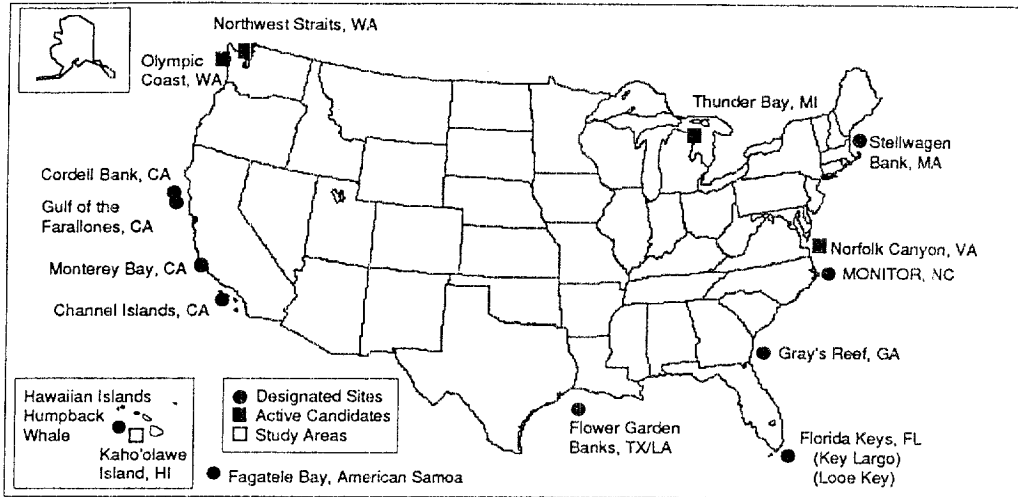 Northwest Straits, WA
Olympic
Coast, WA
Thunder Bay, MI
Stellwagen
Bank, MA
Cordell Bank, CA
Gulf of the
Farallones, CA
Norfolk Canyon, VA
Monterey Bay, CA
MONITOR, NC
Channel Islands, CA
Gray's Reef, GA
Hawaiian Islands
Humpback
Whale
Kaho'olawe
Island, HI
Designated Sites
Active Candidates
Study Areas
Flower Garden
Banks, TX/LA
Florida Keys, FL
(Key Largo)
(Looe Key)
Fagatele Bay, American Samoa